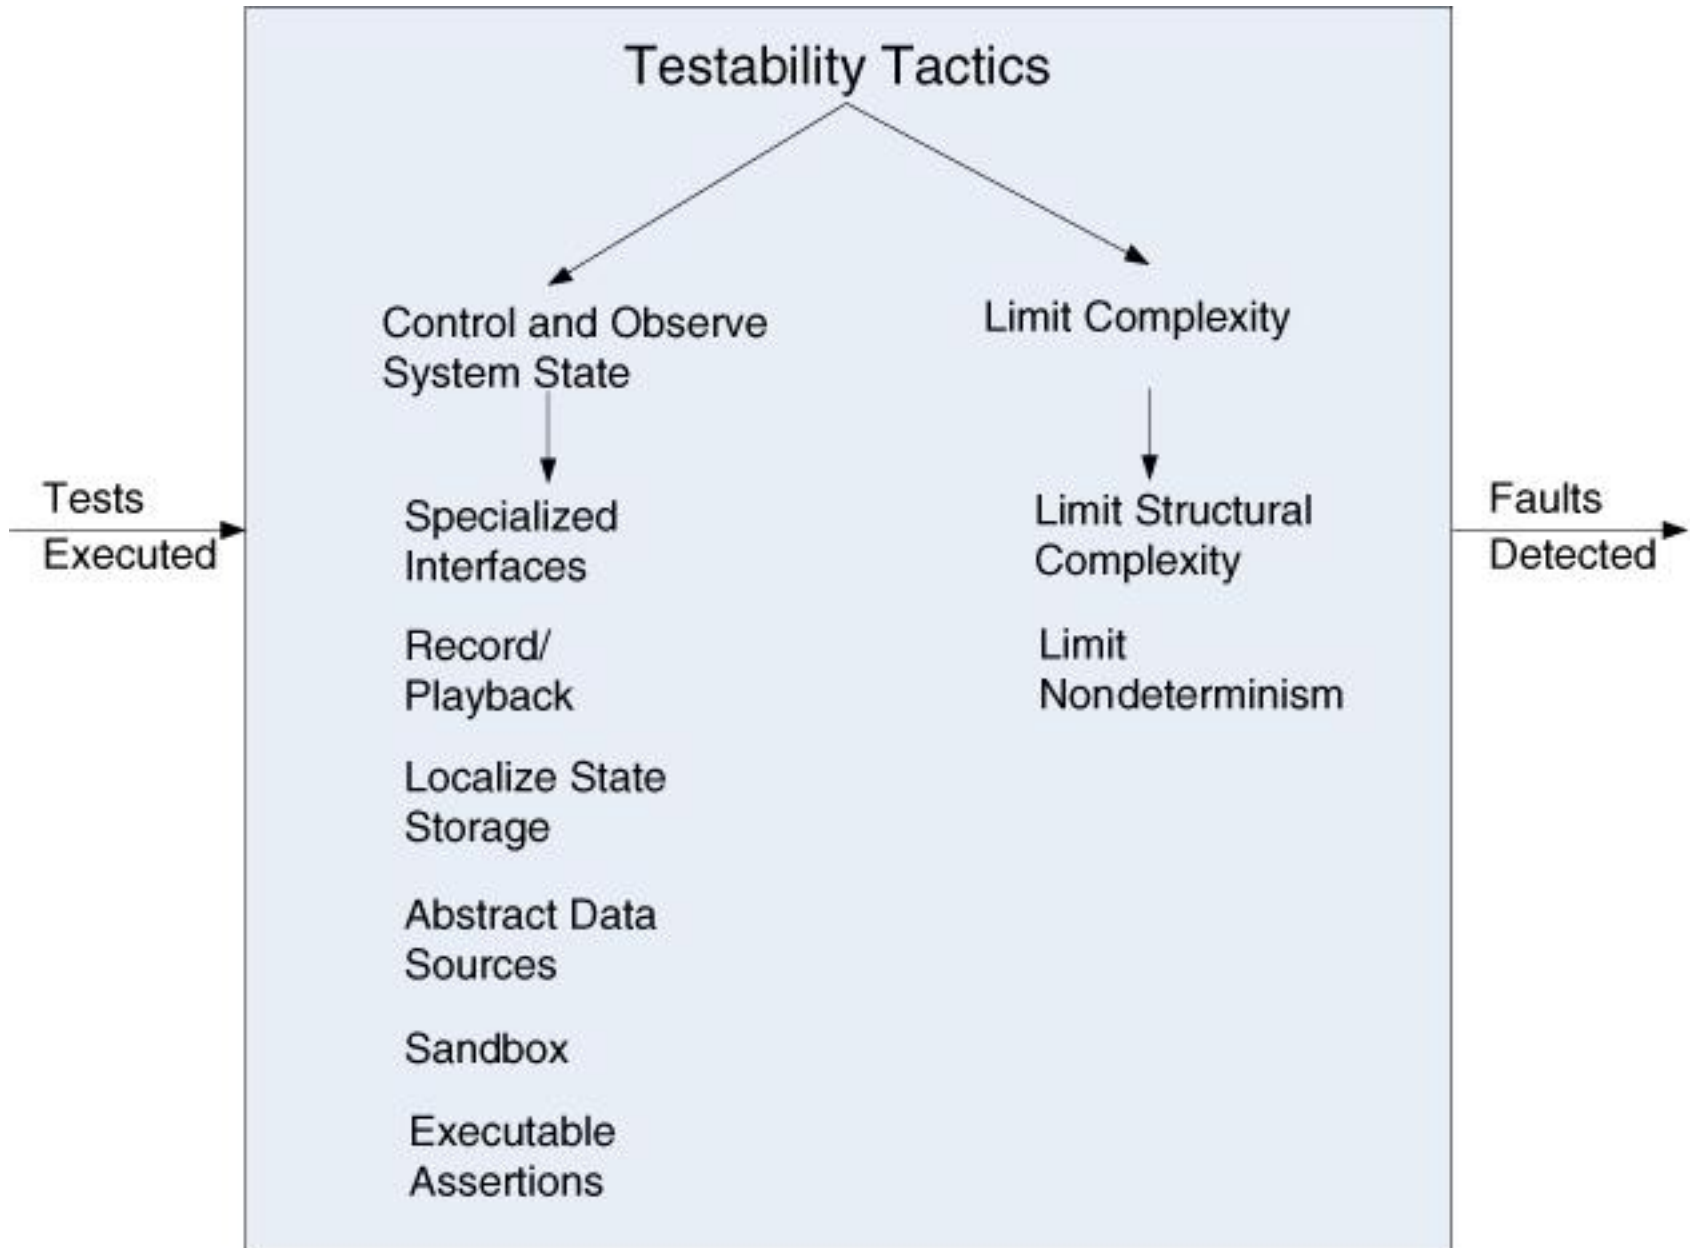 Testability Tactics
Control and Observe
System State
Limit Complexity
Tests
Executed
Specialized
Interfaces
Record/
Playback
Localize State
Storage
Abstract Data
Sources
Sandbox
Executable
Assertions
Limit Structural
Complexity
Limit
Nondeterminism
Faults
Detected